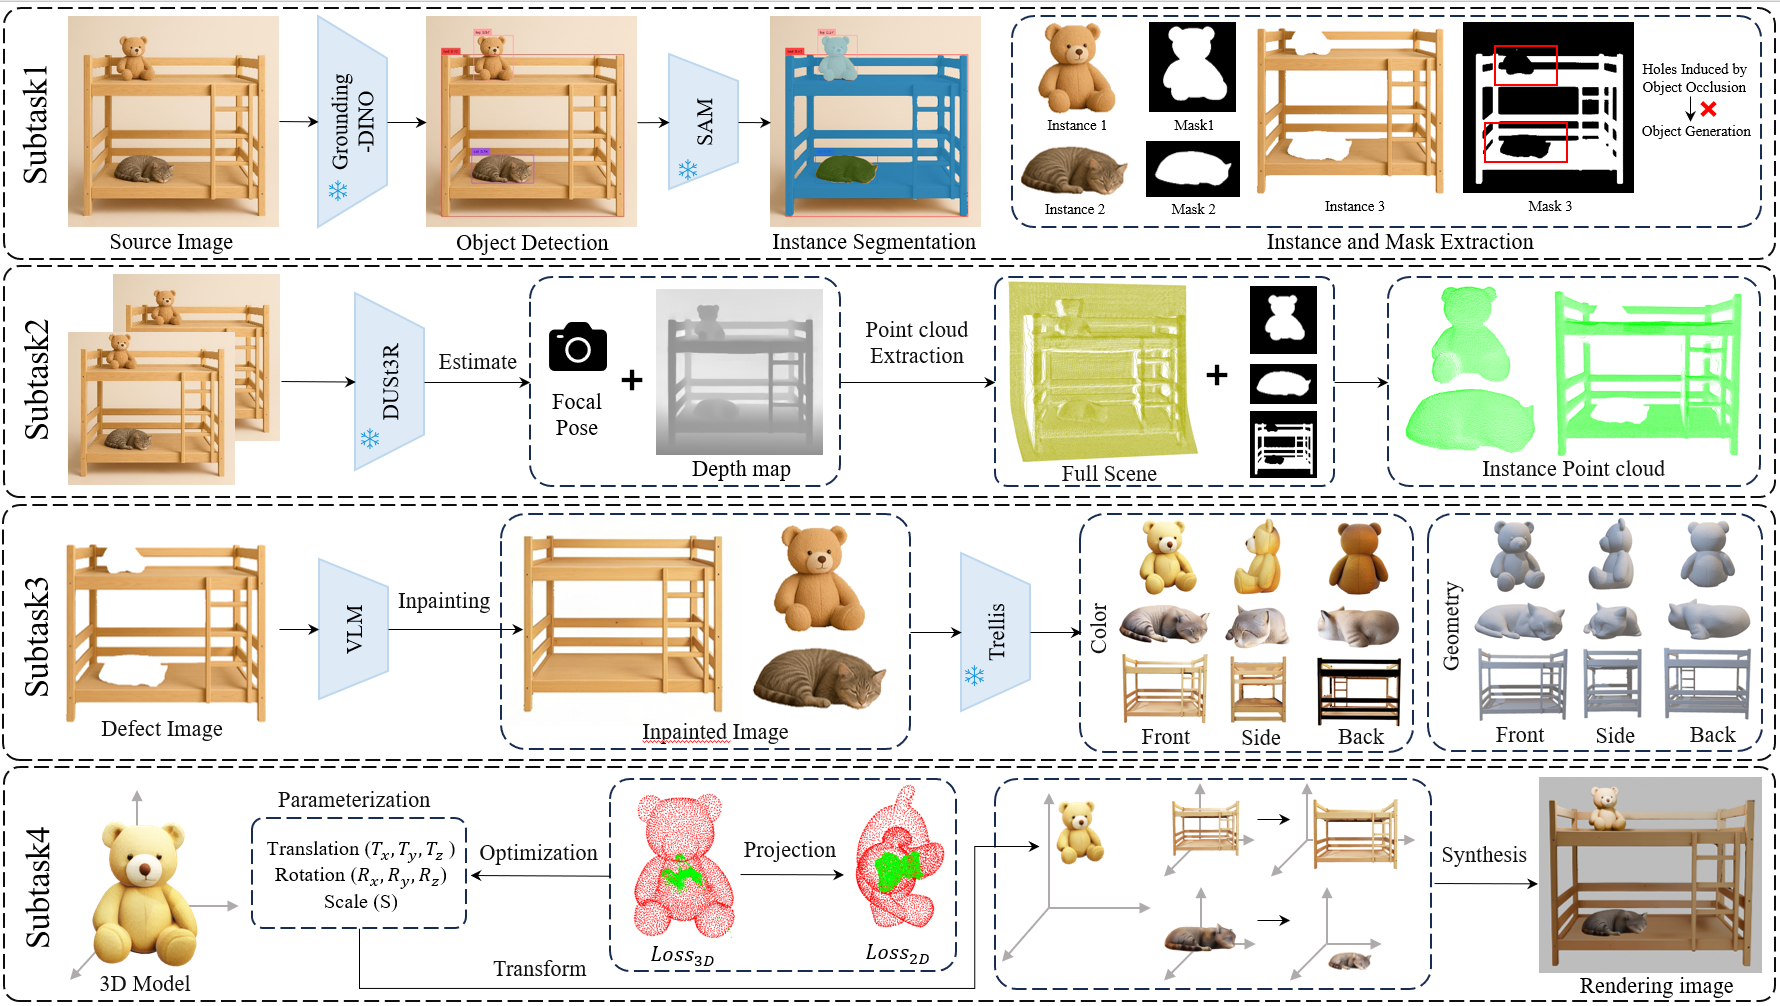 Subtask1
Source Image
Grounding
-DINO
Object Detection
SAM
Instance Segmentation
Instance 1
Mask1
Instance 2
Mask 2
Instance 3
Mask 3
Holes Induced by
Object Occlusion
Object Generation
Instance and Mask Extraction
Subtask2
DUSt3R
Estimate
Focal
Pose
+
Depth map
Point cloud
Extraction
Full Scene
+
Instance Point cloud
Subtask3
Defect Image
VLM
Inpainting
Inpainted Image
Trellis
Color
Front
Side
Back
Geometry
Front
Side
Back
Subtask4
3D Model
Parameterization
Translation (T_x, T_y, T_z )
Rotation (R_x, R_y, R_z)
Scale (S)
Optimization
Loss_3D
Projection
Loss_2D
Transform
Synthesis
Rendering image